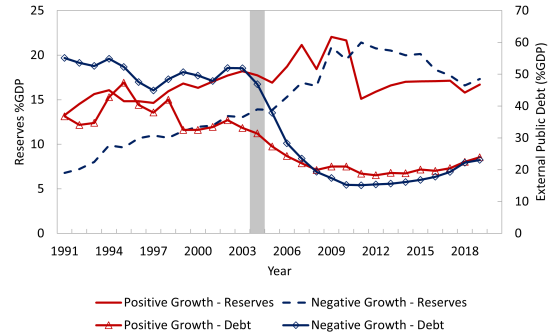 25
20
15
10
5
0
Reserves %GDP
70
60
50
40
30
20
10
0
External Public Debt (%GDP)
1991 1994 1997 2000 2003 2006 2009 2012 2015 2018
Year
Positive Growth - Reserves Negative Growth - Reserves
Positive Growth - Debt Negative Growth - Debt